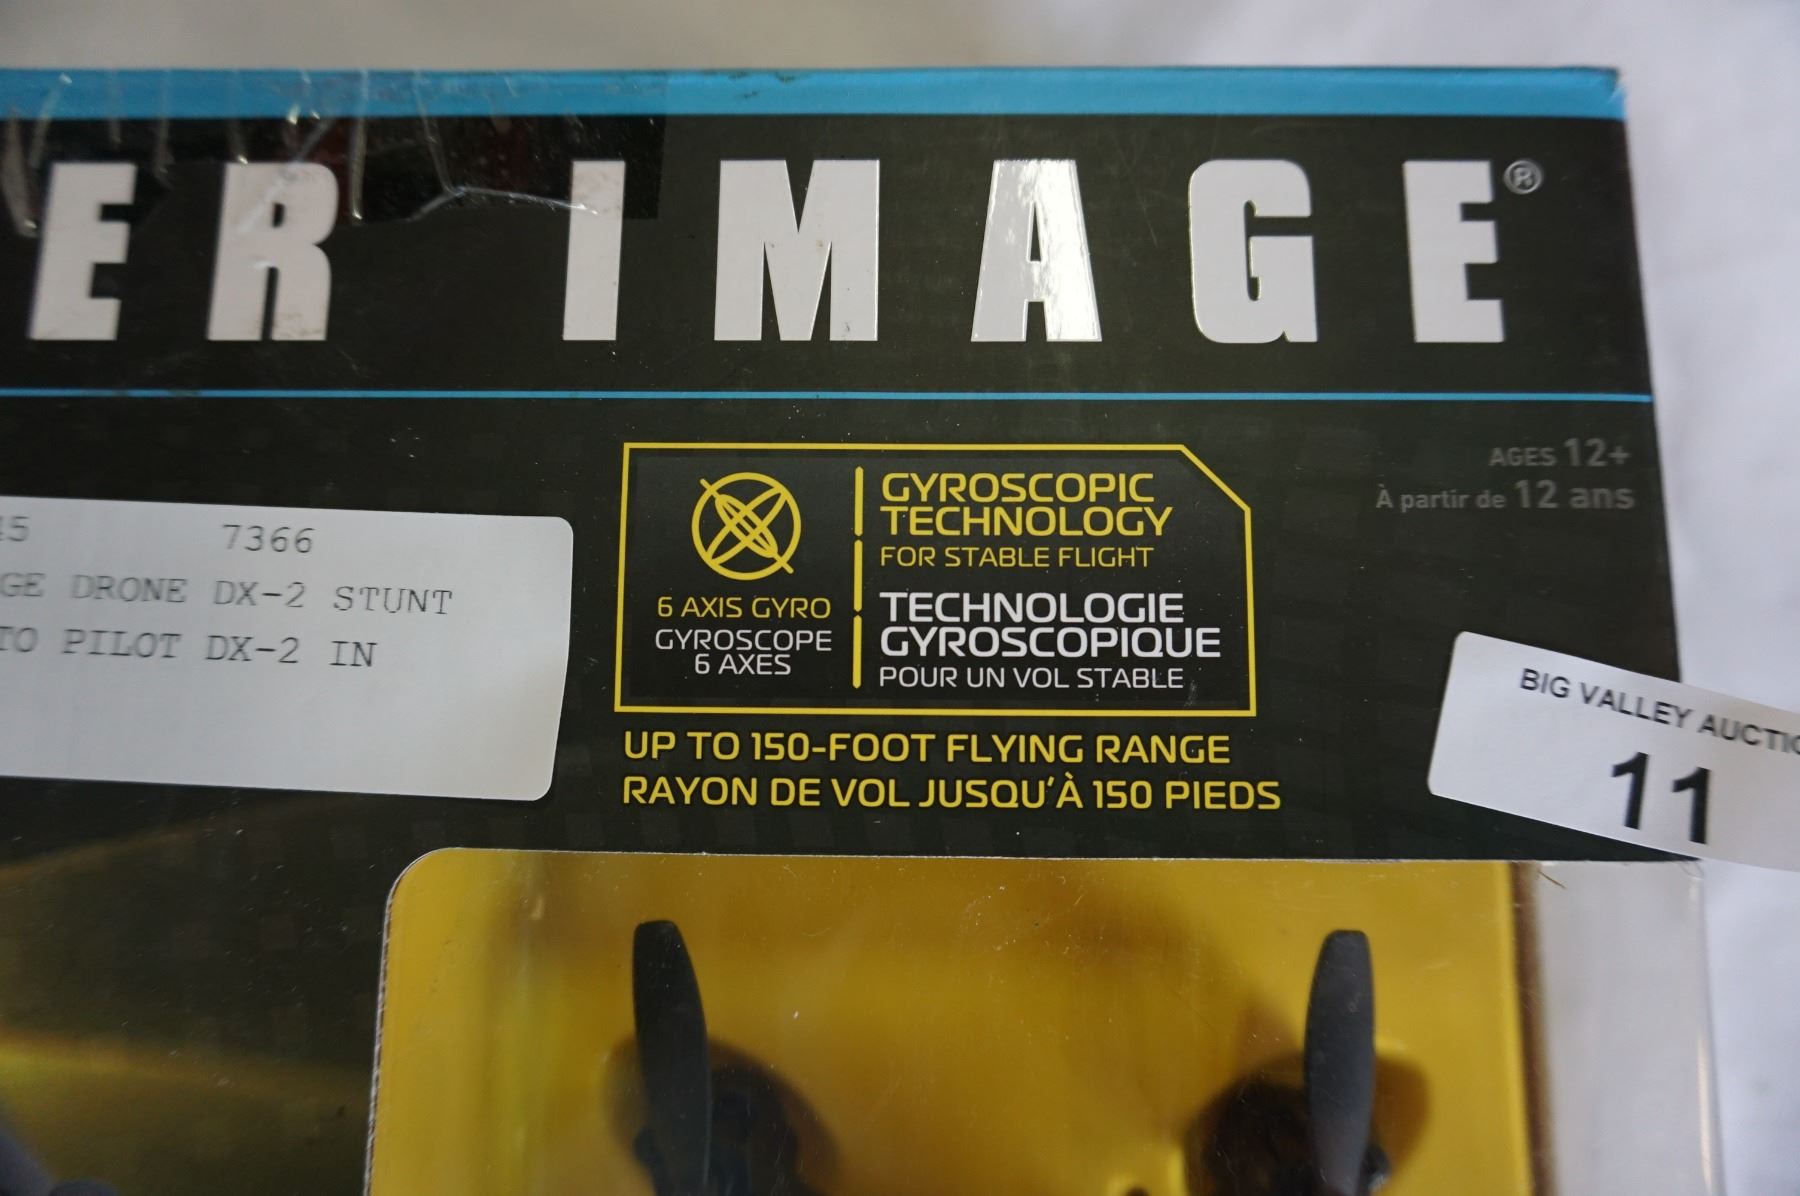 ER IMAGE®
AGES 12+
À partir de 12 ans
GYROSCOPIC
TECHNOLOGY
FOR STABLE FLIGHT
6 AXIS GYRO
GYROSCOPE
6 AXES
TECHNOLOGIE
GYROSCOPIQUE
POUR UN VOL STABLE
UP TO 150-FOOT FLYING RANGE
RAYON DE VOL JUSQU'À 150 PIEDS
45 7366
GE DRONE DX-2 STUNT
TO PILOT DX-2 IN
BIG VALLEY AUCTIO
11